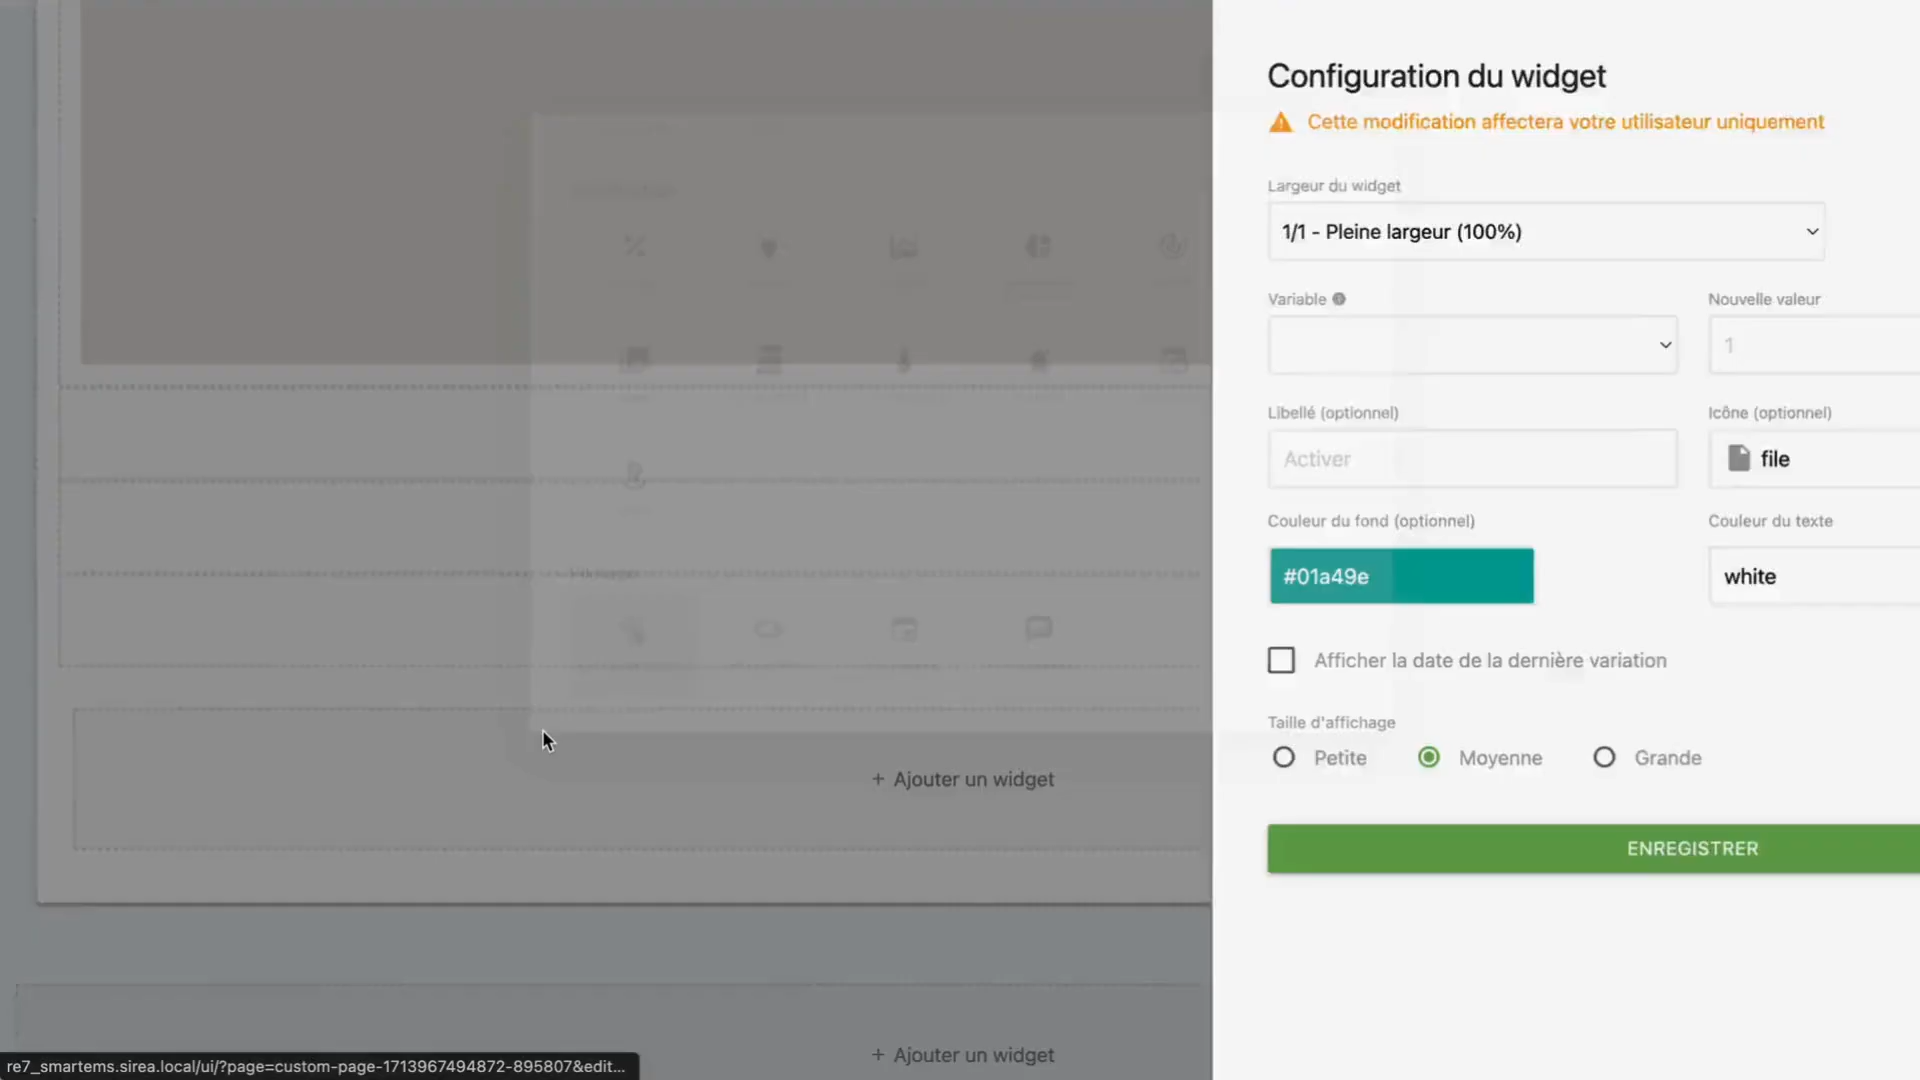 Configuration du widget
Cette modification affectera votre utilisateur uniquement
Largeur du widget
1/1 - Pleine largeur (100%)
Variable
Nouvelle valeur
1
Libellé (optionnel)
Icône (optionnel)
Activer
file
Couleur du fond (optionnel)
Couleur du texte
#01a49e
white
Afficher la date de la dernière variation
Taille d'affichage
Petite
Moyenne
Grande
+ Ajouter un widget
ENREGISTRER
+ Ajouter un widget
re7_smartems.sirea.local/ui/?page=custom-page-1713967494872-895807&edit...